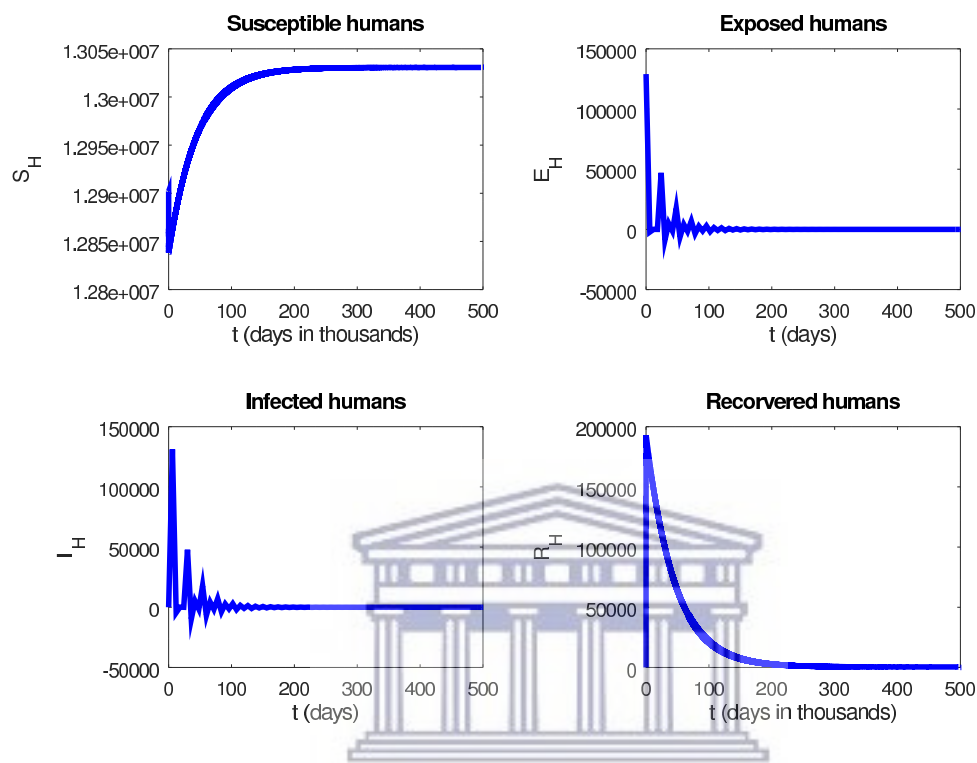 Susceptible humans
1.305e+007
1.3e+007
1.295e+007
1.29e+007
1.285e+007
1.28e+007
S_H
0 100 200 300 400 500
t (days in thousands)
Exposed humans
150000
100000
50000
0
-50000
E_H
0 100 200 300 400 500
t (days)
Infected humans
150000
100000
50000
0
-50000
I_H
0 100 200 300 400 500
t (days)
Recorvered humans
200000
150000
100000
50000
0
R_H
0 100 200 300 400 500
t (days in thousands)